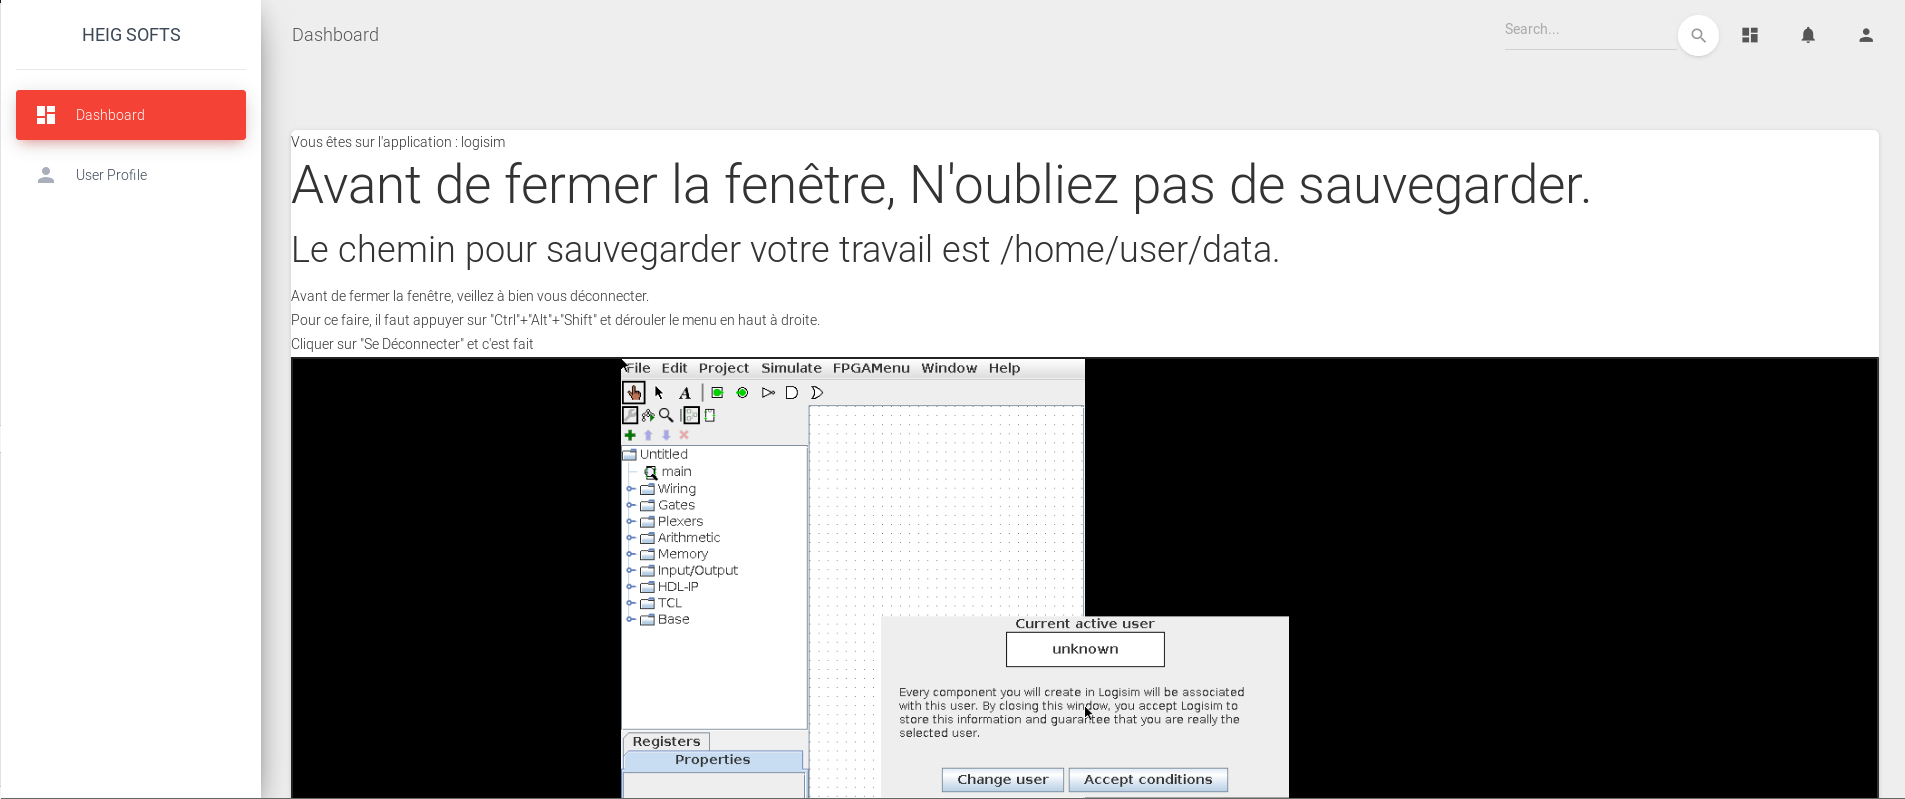 HEIG SOFTS
Dashboard
Search...
Dashboard
User Profile
Vous êtes sur l'application : logisim
Avant de fermer la fenêtre, N'oubliez pas de sauvegarder.
Le chemin pour sauvegarder votre travail est /home/user/data.
Avant de fermer la fenêtre, veillez à bien vous déconnecter.
Pour ce faire, il faut appuyer sur "Ctrl"+"Alt"+"Shift" et dérouler le menu en haut à droite.
Cliquer sur "Se Déconnecter" et c'est fait
File Edit Project Simulate FPGAMenu Window Help
A
Untitled
main
Wiring
Gates
Plexers
Arithmetic
Memory
Input/Output
HDL-IP
TCL
Base
Registers
Properties
Current active user
unknown
Every component you will create in Logisim will be associated
with this user. By closing this window, you accept Logisim to
store this information and guarantee that you are really the
selected user.
Change user Accept conditions